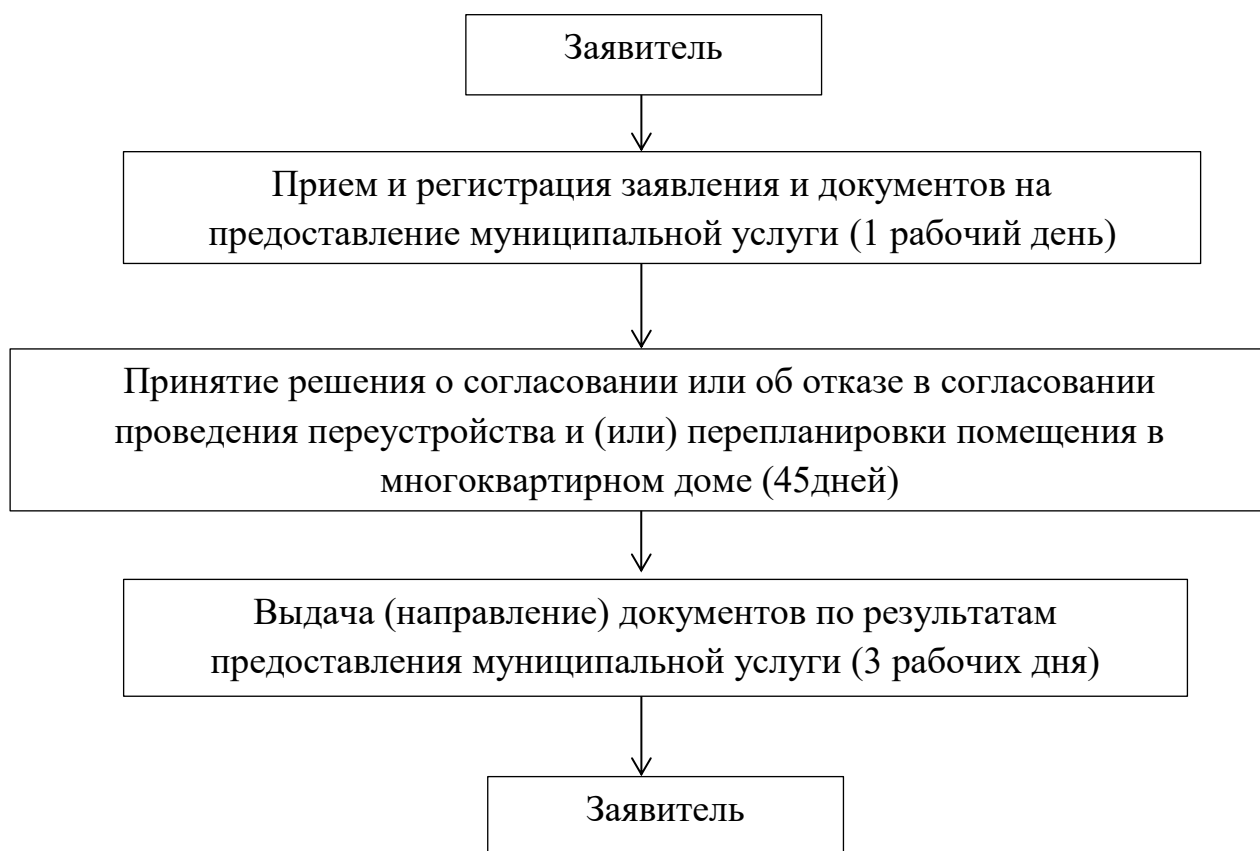 Заявитель
Прием и регистрация заявления и документов на
предоставление муниципальной услуги (1 рабочий день)
Принятие решения о согласовании или об отказе в согласовании
проведения переустройства и (или) перепланировки помещения в
многоквартирном доме (45дней)
Выдача (направление) документов по результатам
предоставления муниципальной услуги (3 рабочих дня)
Заявитель